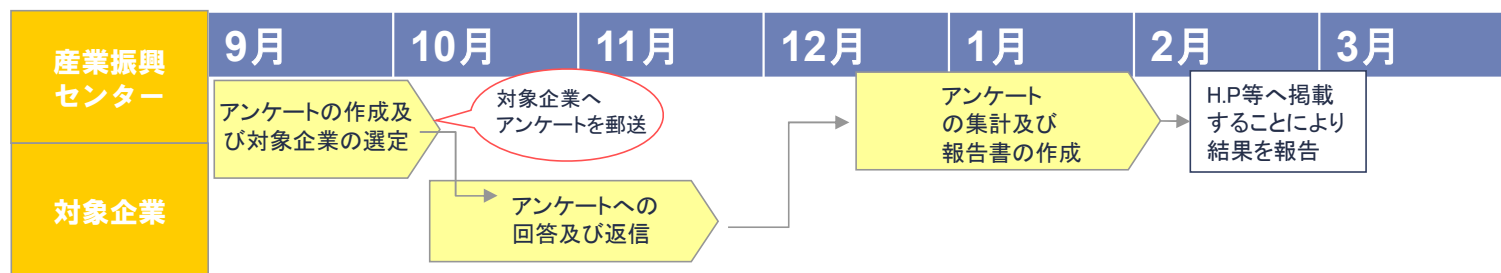 産業振興
センター
9月
10月
11月
12月
1月
2月
3月
アンケートの作成及
び対象企業の選定
対象企業へ
アンケートを郵送
アンケート
の集計及び
報告書の作成
H.P等へ掲載
することにより
結果を報告
対象企業
アンケートへの
回答及び返信